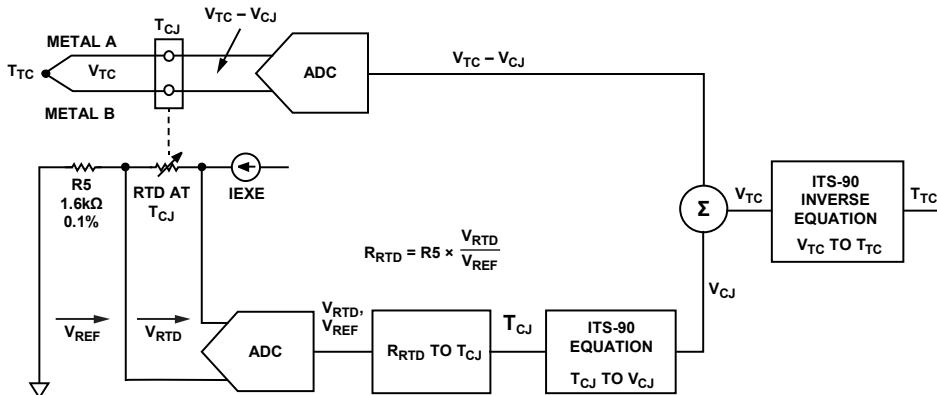 METAL A
T_CJ
V_TC – V_CJ
T_TC
V_TC
METAL B
ADC
V_TC – V_CJ
R5
1.6kΩ
0.1%
RTD AT
T_CJ
IEXE
R_RTD = R5 × V_RTD / V_REF
Σ
V_TC
ITS-90
INVERSE
EQUATION
V_TC TO T_TC
T_TC
V_CJ
V_REF
V_RTD
ADC
V_RTD,
V_REF
R_RTD TO T_CJ
T_CJ
ITS-90
EQUATION
T_CJ TO V_CJ